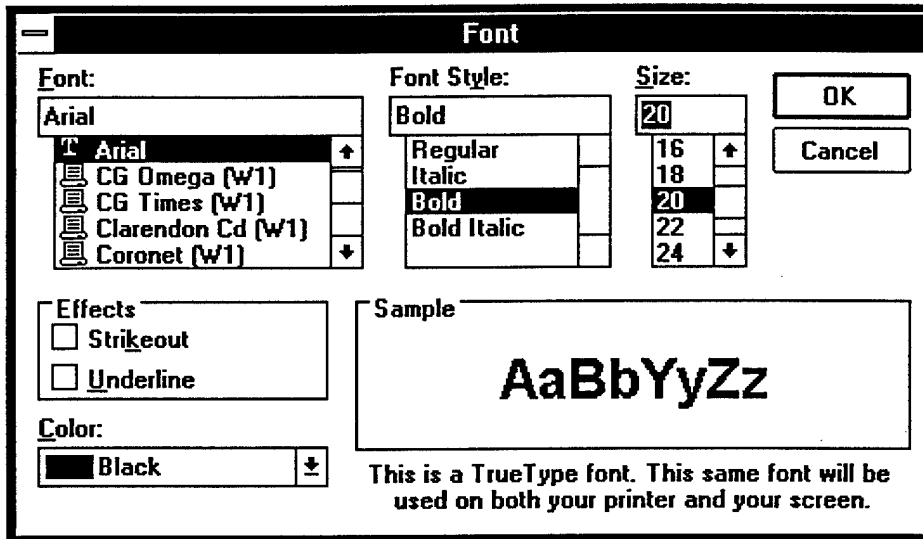 Font
Font:
Arial
Arial
CG Omega (W1)
CG Times (W1)
Clarendon Cd (W1)
Coronet (W1)
Font Style:
Bold
Regular
Italic
Bold
Bold Italic
Size:
20
16
18
20
22
24
OK
Cancel
Effects
Strikeout
Underline
Color:
Black
Sample
AaBbYyZz
This is a TrueType font. This same font will be
used on both your printer and your screen.